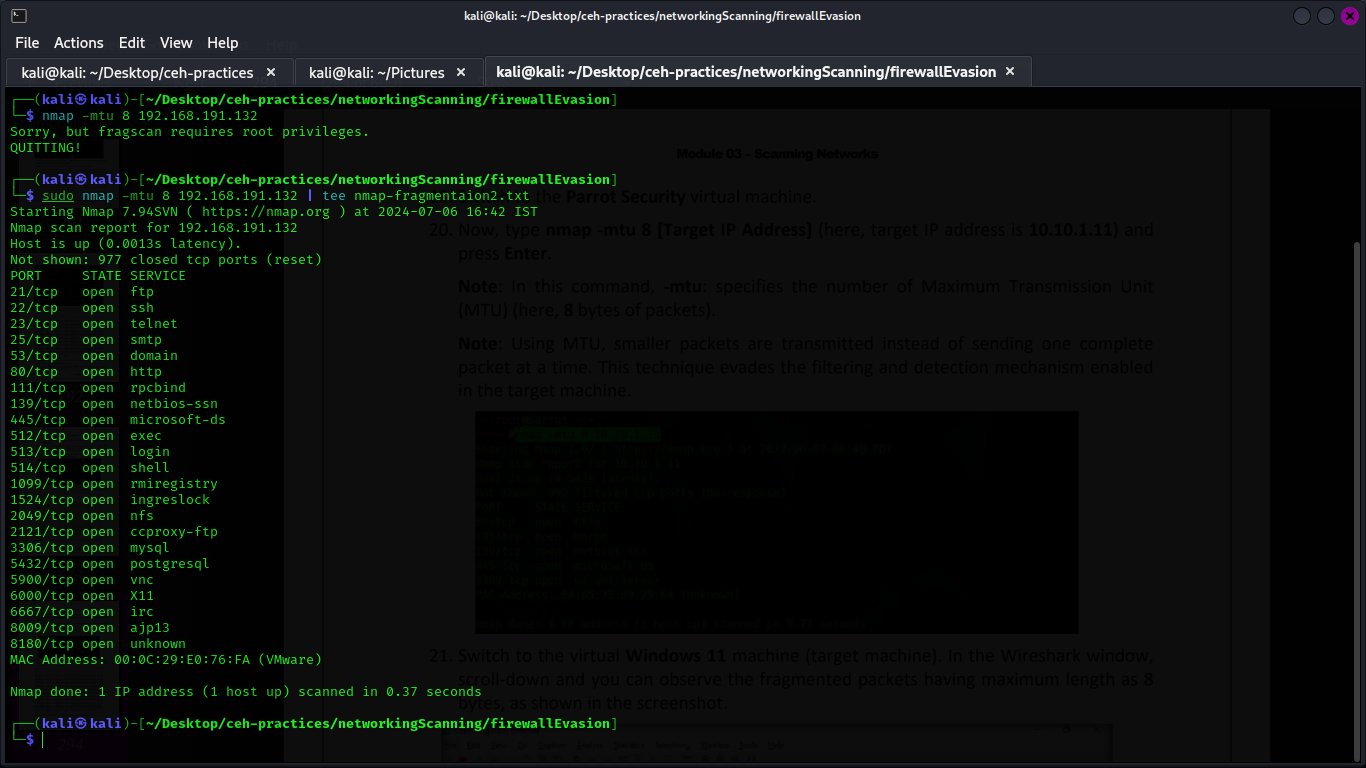 kali@kali: ~/Desktop/ceh-practices/networkingScanning/firewallEvasion
File Actions Edit View Help
kali@kali: ~/Desktop/ceh-practices × kali@kali: ~/Pictures × kali@kali: ~/Desktop/ceh-practices/networkingScanning/firewallEvasion ×
┌──(kali㉿kali)-[~/Desktop/ceh-practices/networkingScanning/firewallEvasion]
└─$ nmap -mtu 8 192.168.191.132
Sorry, but fragscan requires root privileges.
QUITTING!
┌──(kali㉿kali)-[~/Desktop/ceh-practices/networkingScanning/firewallEvasion]
└─$ sudo nmap -mtu 8 192.168.191.132 | tee nmap-fragmentaion2.txt
Starting Nmap 7.94SVN ( https://nmap.org ) at 2024-07-06 16:42 IST
Nmap scan report for 192.168.191.132
Host is up (0.0013s latency).
Not shown: 977 closed tcp ports (reset)
PORT STATE SERVICE
21/tcp open ftp
22/tcp open ssh
23/tcp open telnet
25/tcp open smtp
53/tcp open domain
80/tcp open http
111/tcp open rpcbind
139/tcp open netbios-ssn
445/tcp open microsoft-ds
512/tcp open exec
513/tcp open login
514/tcp open shell
1099/tcp open rmiregistry
1524/tcp open ingreslock
2049/tcp open nfs
2121/tcp open ccproxy-ftp
3306/tcp open mysql
5432/tcp open postgresql
5900/tcp open vnc
6000/tcp open X11
6667/tcp open irc
8009/tcp open ajp13
8180/tcp open unknown
MAC Address: 00:0C:29:E0:76:FA (VMware)
Nmap done: 1 IP address (1 host up) scanned in 0.37 seconds
┌──(kali㉿kali)-[~/Desktop/ceh-practices/networkingScanning/firewallEvasion]
└─$
Module 03 – Scanning Networks
the Parrot Security virtual machine.
20. Now, type nmap -mtu 8 [Target IP Address] (here, target IP address is 10.10.1.11) and
press Enter.
Note: In this command, -mtu: specifies the number of Maximum Transmission Unit
(MTU) (here, 8 bytes of packets).
Note: Using MTU, smaller packets are transmitted instead of sending one complete
packet at a time. This technique evades the filtering and detection mechanism enabled
in the target machine.
21. Switch to the virtual Windows 11 machine (target machine). In the Wireshark window,
scroll-down and you can observe the fragmented packets having maximum length as 8
bytes, as shown in the screenshot.